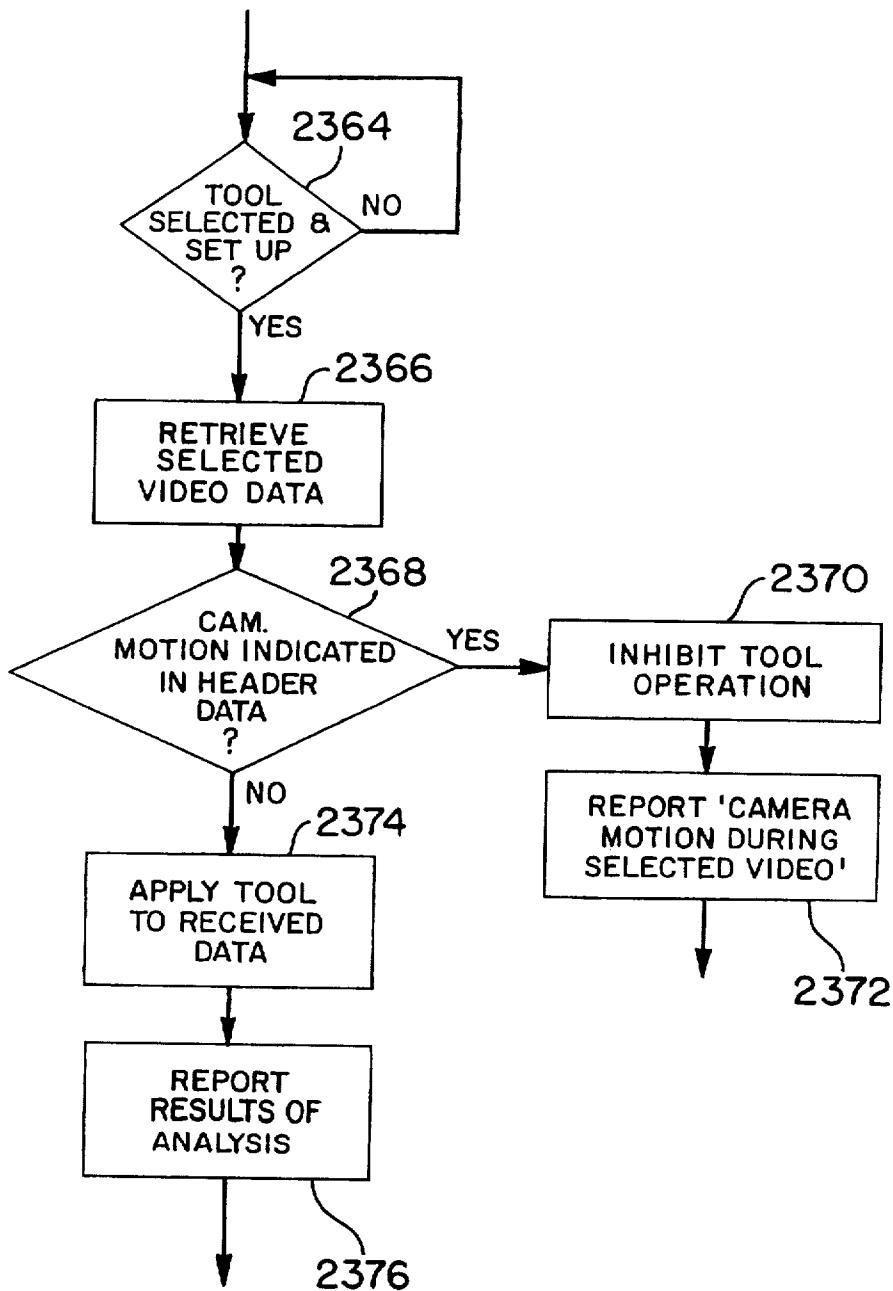 2364
TOOL
SELECTED &
SET UP
?
NO
YES
2366
RETRIEVE
SELECTED
VIDEO DATA
2368
CAM.
MOTION INDICATED
IN HEADER
DATA
?
YES
2370
INHIBIT TOOL
OPERATION
NO
REPORT 'CAMERA
MOTION DURING
SELECTED VIDEO'
2372
2374
APPLY TOOL
TO RECEIVED
DATA
REPORT
RESULTS OF
ANALYSIS
2376